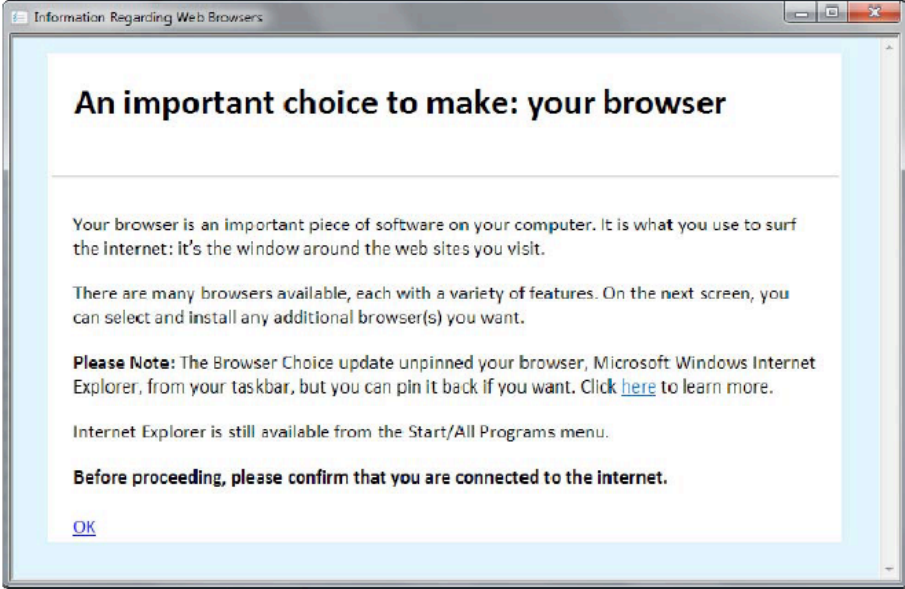 Information Regarding Web Browsers
An important choice to make: your browser
Your browser is an important piece of software on your computer. It is what you use to surf
the internet: it's the window around the web sites you visit.
There are many browsers available, each with a variety of features. On the next screen, you
can select and install any additional browser(s) you want.
Please Note: The Browser Choice update unpinned your browser, Microsoft Windows Internet
Explorer, from your taskbar, but you can pin it back if you want. Click here to learn more.
Internet Explorer is still available from the Start/All Programs menu.
Before proceeding, please confirm that you are connected to the internet.
OK